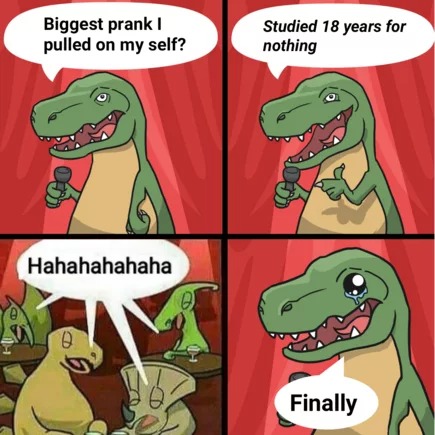 Biggest prank I
pulled on my self?
Studied 18 years for
nothing
Hahahahahaha
Finally